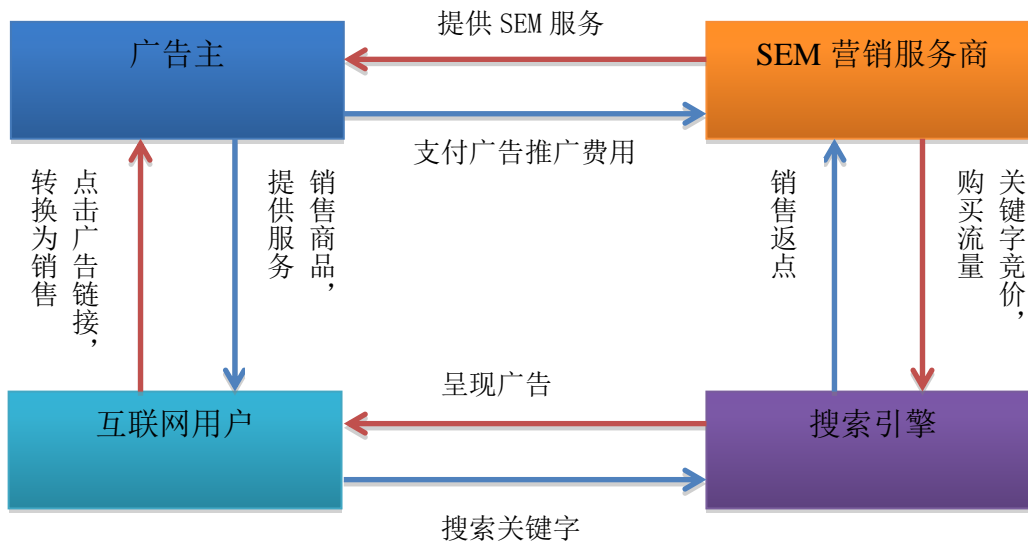 提供 SEM 服务
广告主
SEM 营销服务商
支付广告推广费用
点击广告链接，
转换为销售
销售商品，
提供服务
销售返点
关键字竞价，
购买流量
呈现广告
互联网用户
搜索引擎
搜索关键字